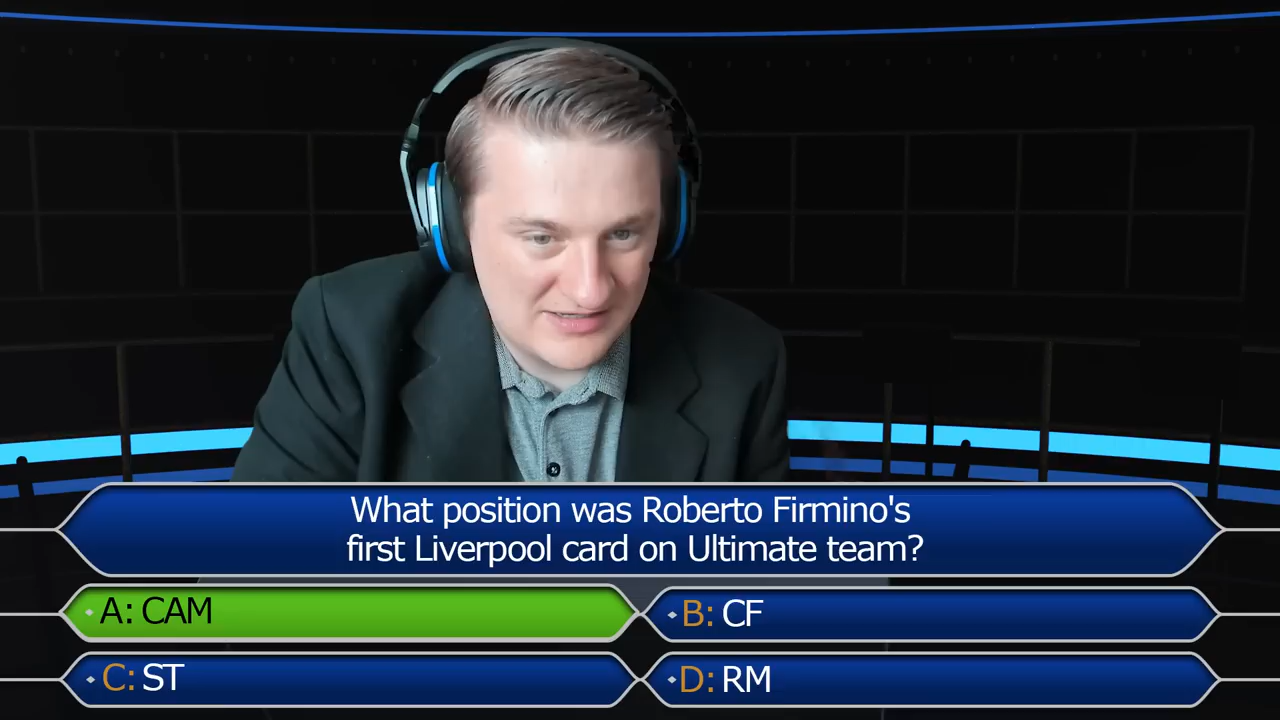 What position was Roberto Firmino's
first Liverpool card on Ultimate team?
A: CAM
B: CF
C: ST
D: RM